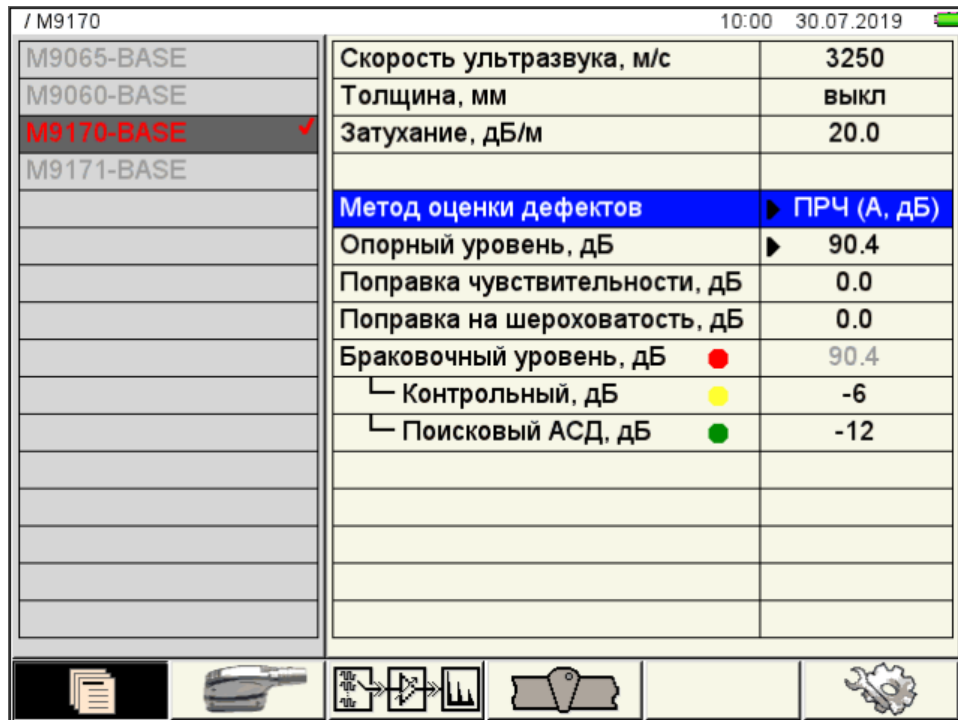 / M9170 10:00 30.07.2019
M9065-BASE
M9060-BASE
M9170-BASE
M9171-BASE
Скорость ультразвука, м/с 3250
Толщина, мм выкл
Затухание, дБ/м 20.0
Метод оценки дефектов ПРЧ (А, дБ)
Опорный уровень, дБ 90.4
Поправка чувствительности, дБ 0.0
Поправка на шероховатость, дБ 0.0
Браковочный уровень, дБ 90.4
Контрольный, дБ -6
Поисковый АСД, дБ -12